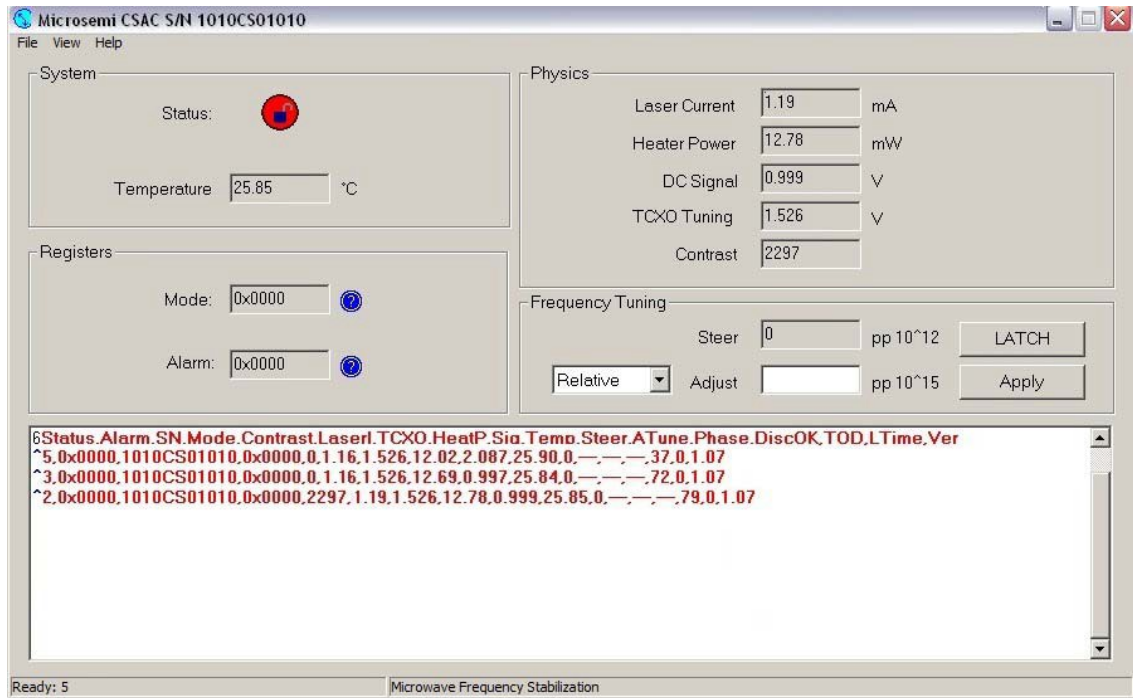 Microsemi CSAC S/N 1010CS01010
File View Help
System
Status:
Temperature 25.85 °C
Registers
Mode: 0x0000 ?
Alarm: 0x0000 ?
Physics
Laser Current 1.19 mA
Heater Power 12.78 mW
DC Signal 0.999 V
TCXO Tuning 1.526 V
Contrast 2297
Frequency Tuning
Steer 0 pp 10^12 LATCH
Relative Adjust pp 10^15 Apply
6Status.Alarm.SN.Mode.Contrast.LaserI.TCXO.HeatP.Sig.Temp.Steer.ATune.Phase.DiscOK,TOD,LTime,Ver
^5,0x0000,1010CS01010,0x0000,0,1.16,1.526,12.02,2.087,25.90,0,—,—,—,37,0,1.07
^3,0x0000,1010CS01010,0x0000,0,1.16,1.526,12.69,0.997,25.84,0,—,—,—,72,0,1.07
^2,0x0000,1010CS01010,0x0000,2297,1.19,1.526,12.78,0.999,25.85,0,—,—,—,79,0,1.07
Ready: 5
Microwave Frequency Stabilization